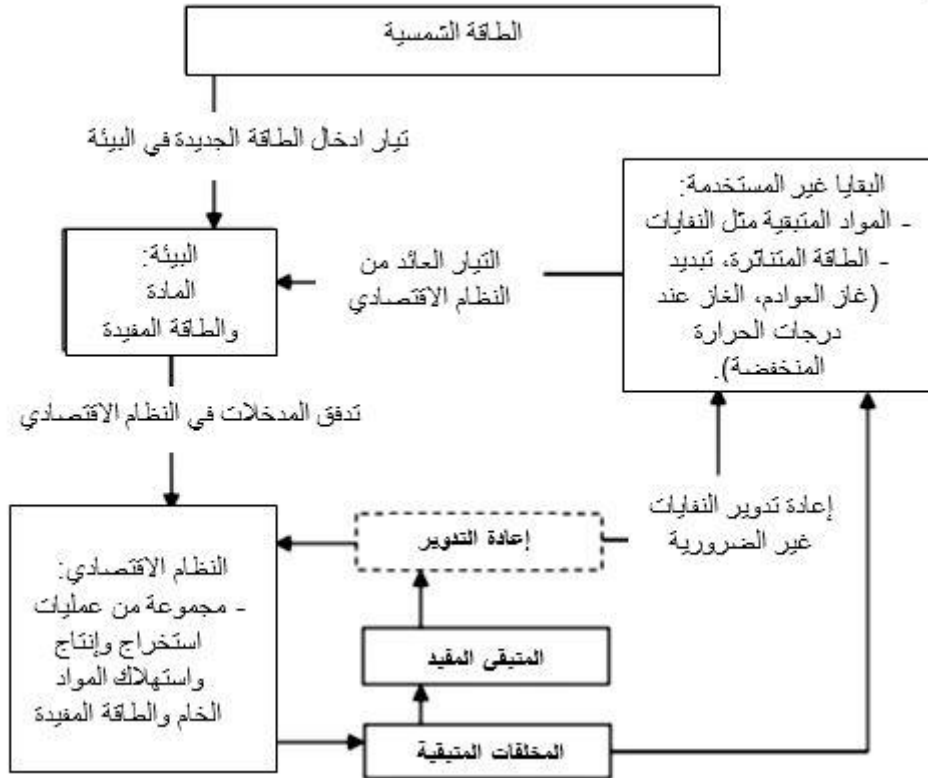 الطاقة الشمسية
تيار ادخال الطاقة الجديدة في البيئة
البقايا غير المستخدمة:
- المواد المتبقية مثل النفايات
- الطاقة المتناثرة، تبديد
(غاز العوادم، الغاز عند
درجات الحرارة
المنخفضة).
البيئة:
المادة
والطاقة المفيدة
التيار العائد من
النظام الاقتصادي
تدفق المدخلات في النظام الاقتصادي
إعادة تدوير النفايات
غير الضرورية
إعادة التدوير
النظام الاقتصادي:
- مجموعة من عمليات
استخراج وإنتاج
واستهلاك المواد
الخام والطاقة المفيدة
المتبقى المفيد
المخلفات المتبقية